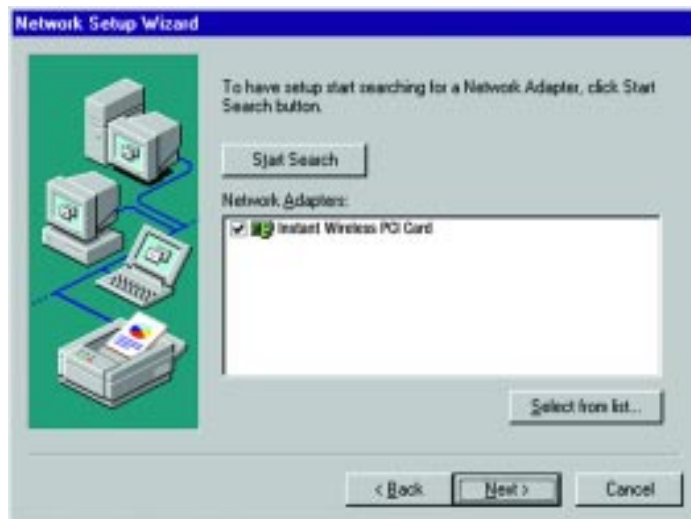 Network Setup Wizard
To have setup start searching for a Network Adapter, click Start
Search button.
Start Search
Network Adapters:
Instant Wireless PCI Card
Select from list...
< Back
Next >
Cancel